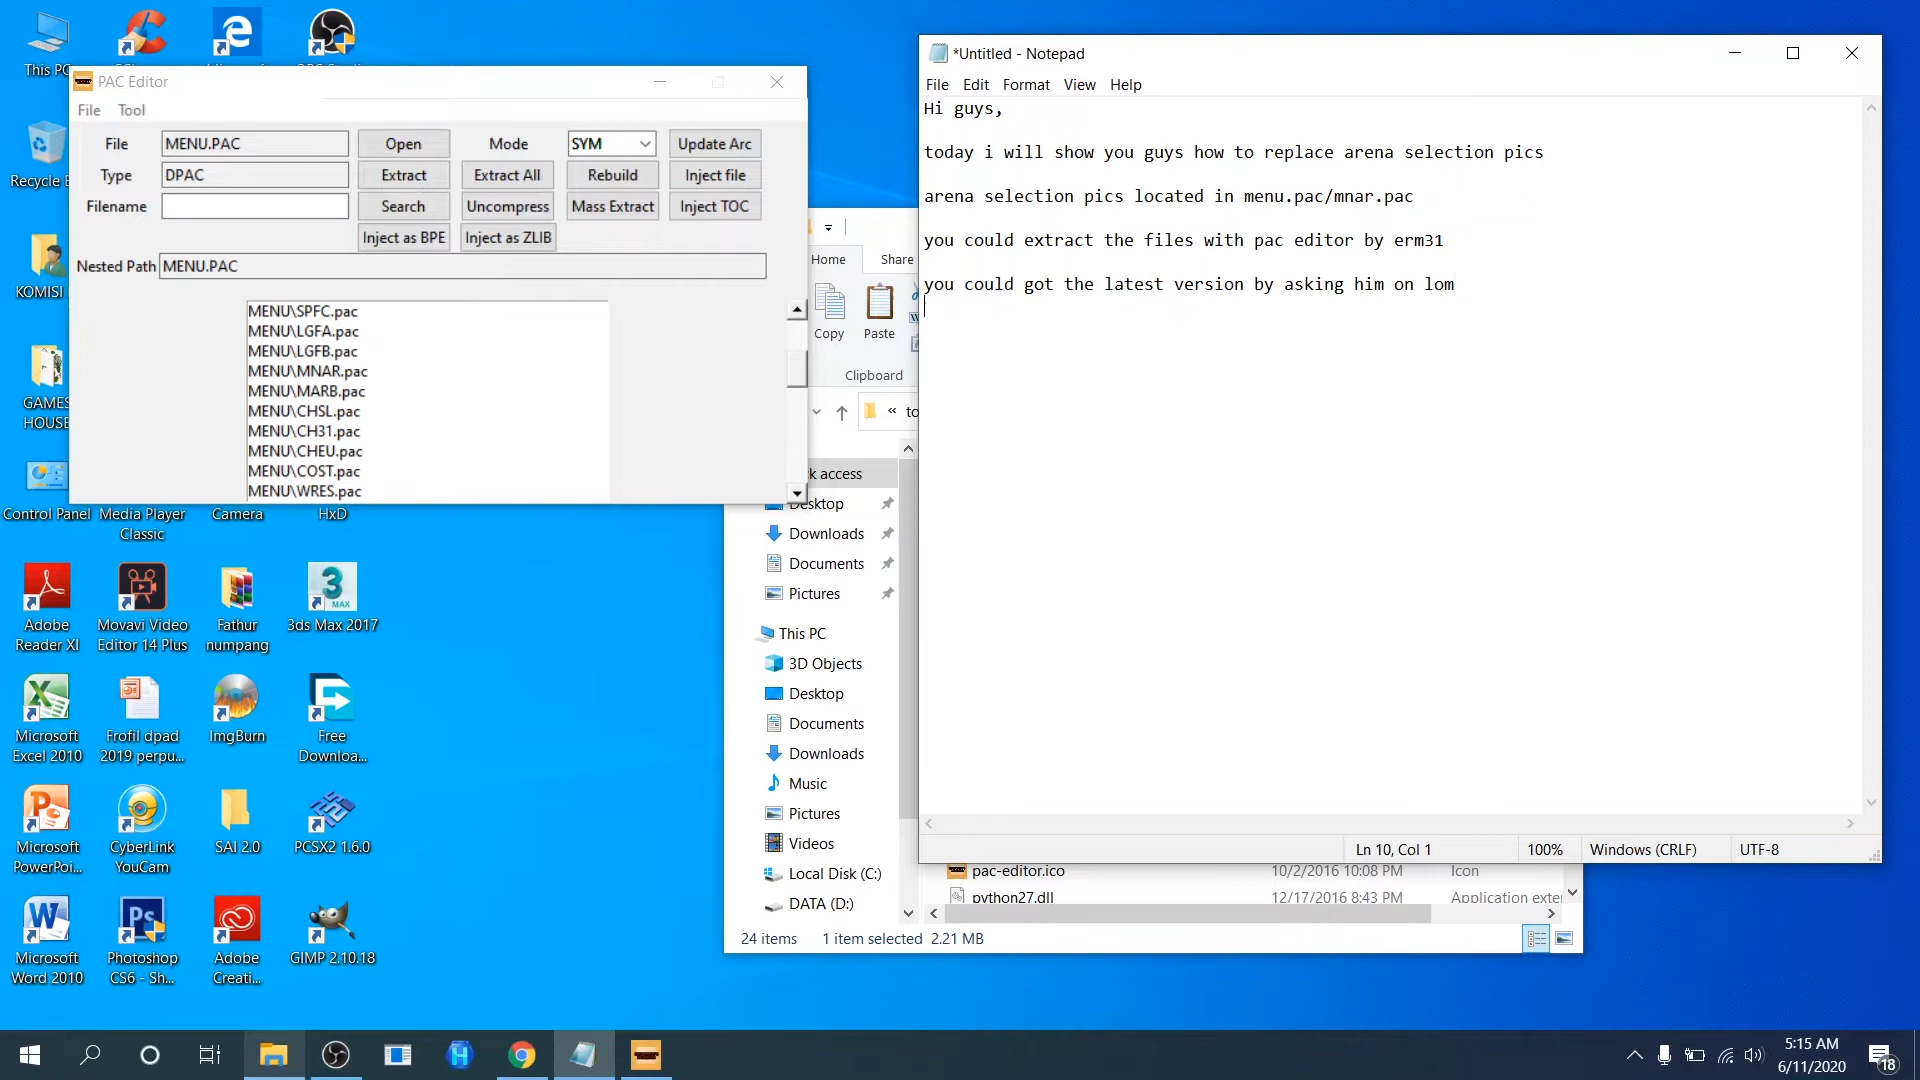 This PC
Recycle
KOMISI
GAMES
HOUSE
Control Panel
Media Player
Classic
Camera
HxD
Adobe
Reader XI
Movavi Video
Editor 14 Plus
Fathur
numpang
3ds Max 2017
Microsoft
Excel 2010
Frofil dpad
2019 perpu...
ImgBurn
Free
Downloa...
Microsoft
PowerPoi...
CyberLink
YouCam
SAI 2.0
PCSX2 1.6.0
Microsoft
Word 2010
Photoshop
CS6 - Sh...
Adobe
Creati...
GIMP 2.10.18
PAC Editor
File Tool
File MENU.PAC Open Mode SYM Update Arc
Type DPAC Extract Extract All Rebuild Inject file
Filename Search Uncompress Mass Extract Inject TOC
Inject as BPE Inject as ZLIB
Nested Path MENU.PAC
MENU\SPFC.pac
MENU\LGFA.pac
MENU\LGFB.pac
MENU\MNAR.pac
MENU\MARB.pac
MENU\CHSL.pac
MENU\CH31.pac
MENU\CHEU.pac
MENU\COST.pac
MENU\WRES.pac
Home Share
Copy Paste
Clipboard
« to
k access
Desktop
Downloads
Documents
Pictures
This PC
3D Objects
Desktop
Documents
Downloads
Music
Pictures
Videos
Local Disk (C:)
DATA (D:)
pac-editor.ico 10/2/2016 10:08 PM Icon
python27.dll 12/17/2016 8:43 PM Application exte
24 items 1 item selected 2.21 MB
*Untitled - Notepad
File Edit Format View Help
Hi guys,
today i will show you guys how to replace arena selection pics
arena selection pics located in menu.pac/mnar.pac
you could extract the files with pac editor by erm31
you could got the latest version by asking him on lom
Ln 10, Col 1 100% Windows (CRLF) UTF-8
5:15 AM
6/11/2020
18